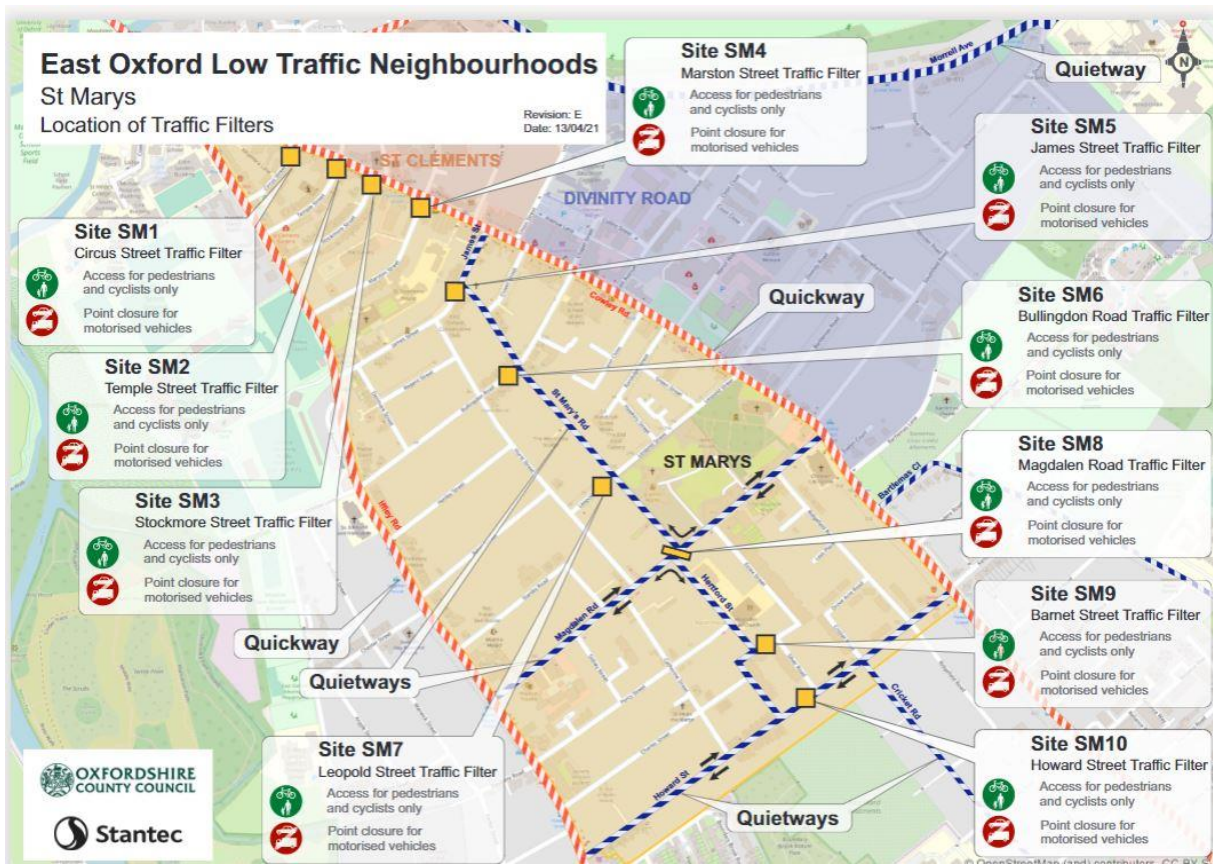 East Oxford Low Traffic Neighbourhoods
St Marys
Location of Traffic Filters
Revision: E
Date: 13/04/21
Site SM4
Marston Street Traffic Filter
Access for pedestrians
and cyclists only
Point closure for
motorised vehicles
Morrell Ave
Quietway
N
Site SM5
James Street Traffic Filter
Access for pedestrians
and cyclists only
Point closure for
motorised vehicles
ST CLEMENTS
DIVINITY ROAD
Site SM1
Circus Street Traffic Filter
Access for pedestrians
and cyclists only
Point closure for
motorised vehicles
James St
Cowley Rd
Quickway
Site SM6
Bullingdon Road Traffic Filter
Access for pedestrians
and cyclists only
Point closure for
motorised vehicles
Site SM2
Temple Street Traffic Filter
Access for pedestrians
and cyclists only
Point closure for
motorised vehicles
St Mary's Rd
ST MARYS
Bartlemas Cl
Site SM8
Magdalen Road Traffic Filter
Access for pedestrians
and cyclists only
Point closure for
motorised vehicles
Site SM3
Stockmore Street Traffic Filter
Access for pedestrians
and cyclists only
Point closure for
motorised vehicles
Iffley Rd
Magdalen Rd
Hertford St
Quickway
Quietways
Site SM9
Barnet Street Traffic Filter
Access for pedestrians
and cyclists only
Point closure for
motorised vehicles
Cricket Rd
Site SM7
Leopold Street Traffic Filter
Access for pedestrians
and cyclists only
Point closure for
motorised vehicles
Howard St
Quietways
Site SM10
Howard Street Traffic Filter
Access for pedestrians
and cyclists only
Point closure for
motorised vehicles
OXFORDSHIRE
COUNTY COUNCIL
Stantec
© OpenStreetMap (and) contributors, CC-BY-S